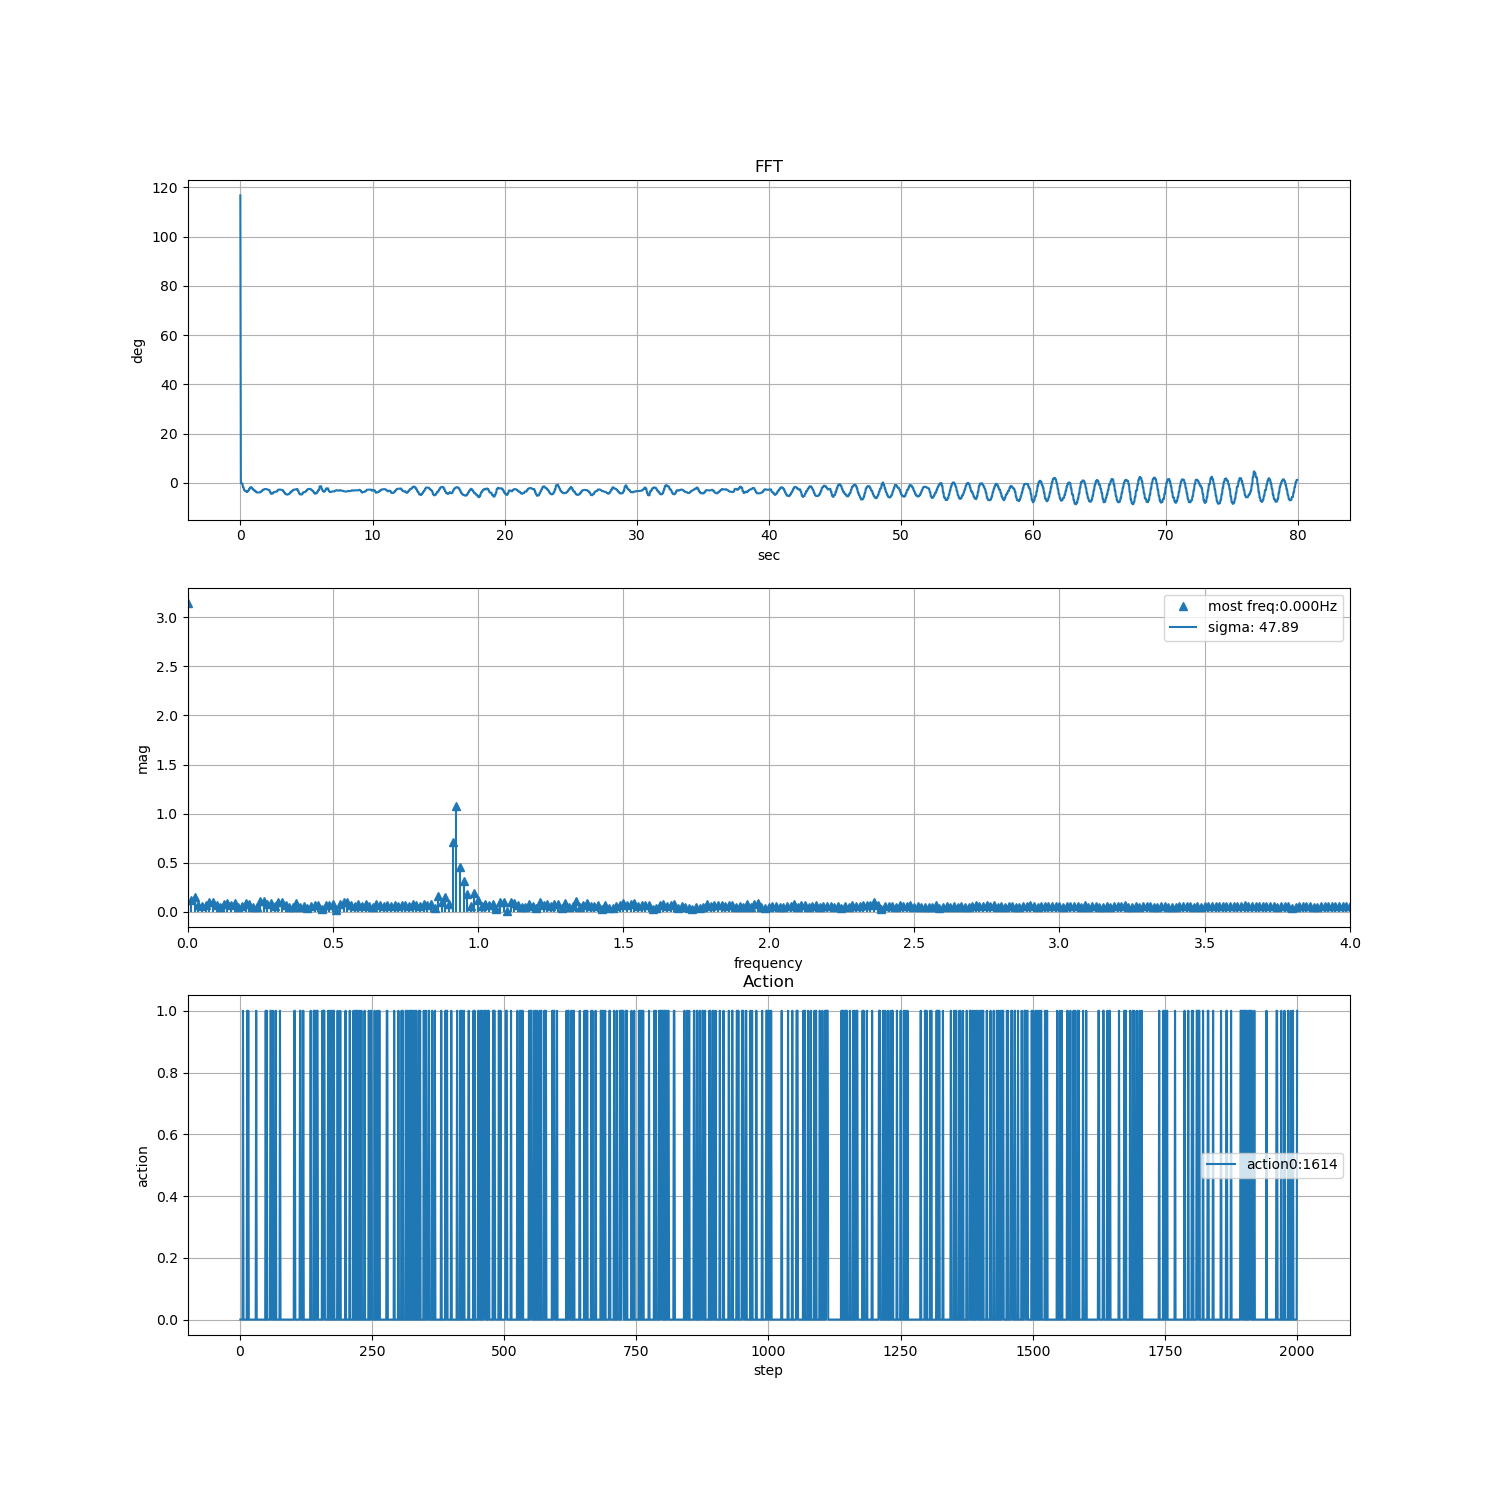 FFT
120
100
80
60
40
20
0
deg
0 10 20 30 40 50 60 70 80
sec
most freq:0.000Hz
sigma: 47.89
3.0
2.5
2.0
1.5
1.0
0.5
0.0
mag
0.0 0.5 1.0 1.5 2.0 2.5 3.0 3.5 4.0
frequency
Action
1.0
0.8
0.6
0.4
0.2
0.0
action
action0:1614
0 250 500 750 1000 1250 1500 1750 2000
step